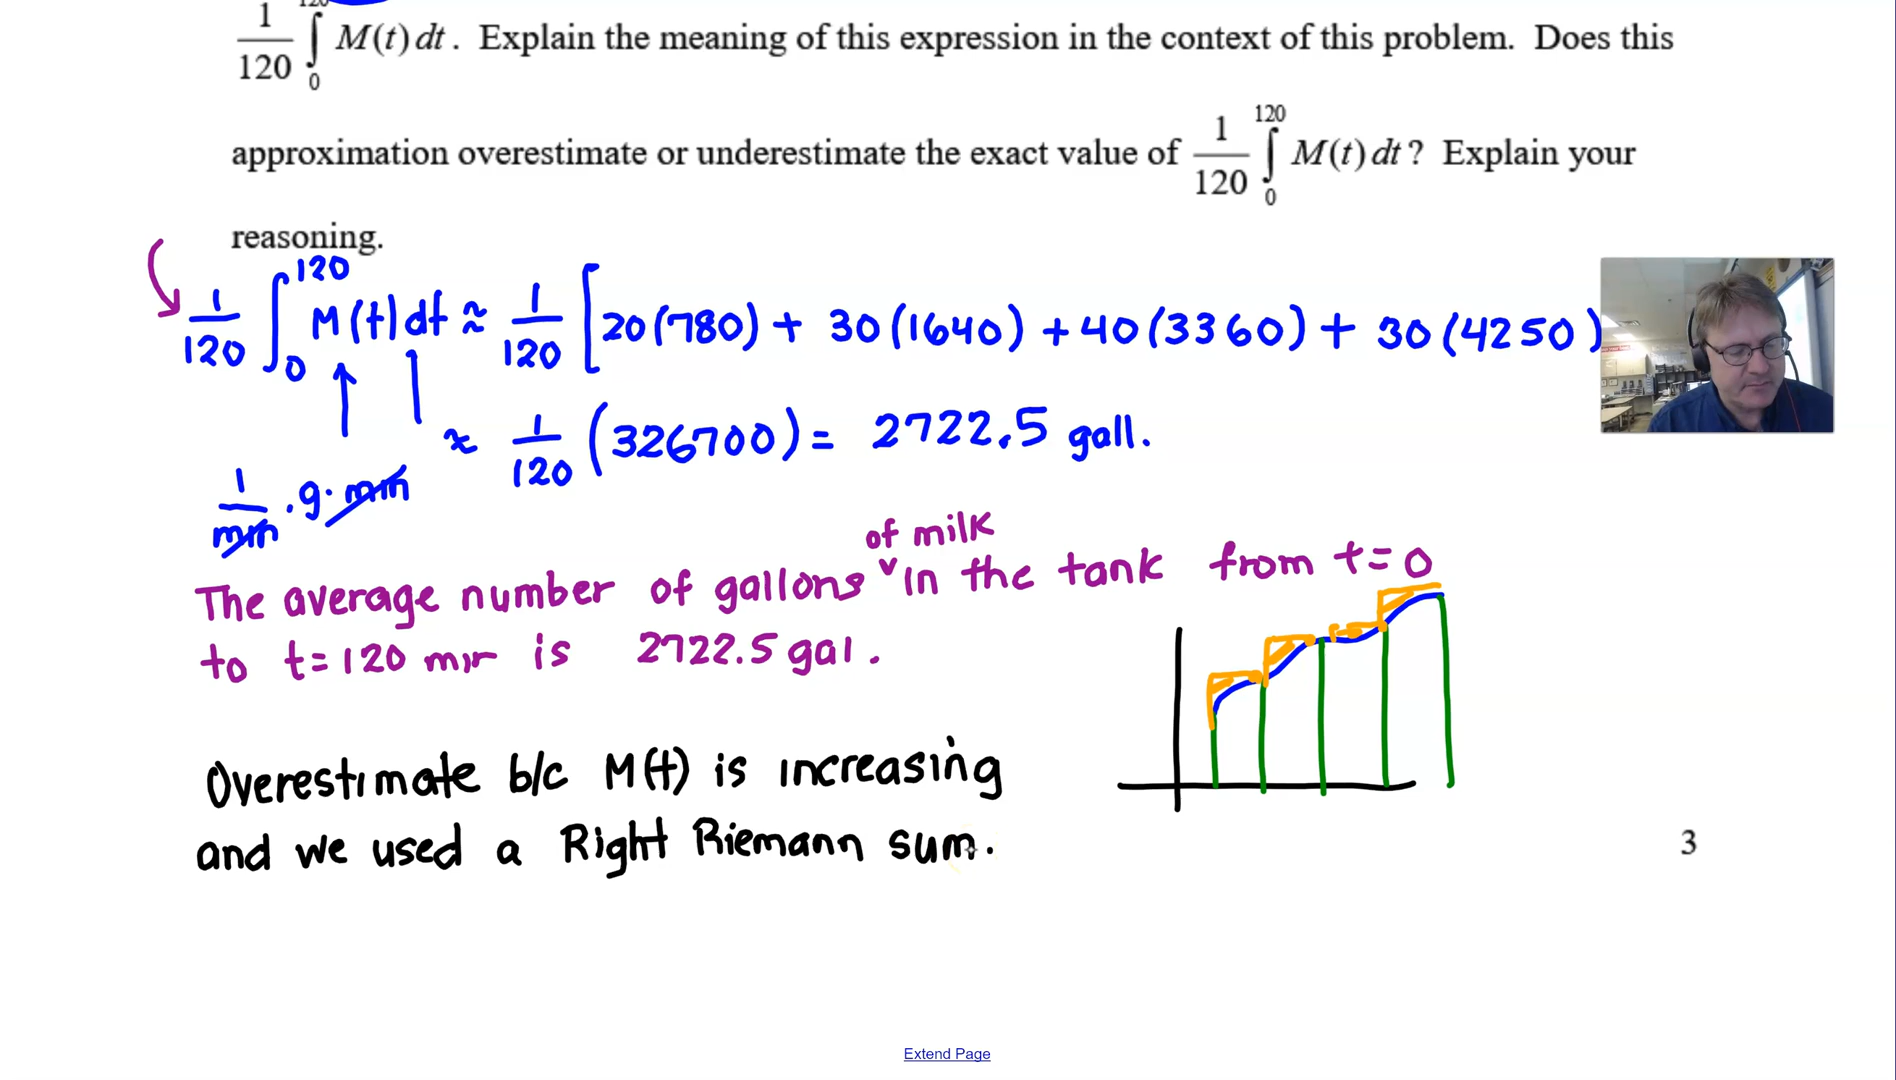 1/120 ∫₀¹²⁰ M(t) dt. Explain the meaning of this expression in the context of this problem. Does this
approximation overestimate or underestimate the exact value of 1/120 ∫₀¹²⁰ M(t) dt? Explain your
reasoning.
1/120 ∫₀¹²⁰ M(t)dt ≈ 1/120 [20(780) + 30(1640) + 40(3360) + 30(4250)
≈ 1/120 (326700) = 2722.5 gall.
1/min · g · min
of milk
The average number of gallons ᵛ in the tank from t=0
to t=120 min is 2722.5 gal.
Overestimate b/c M(t) is increasing
and we used a Right Riemann sum.
3
Extend Page